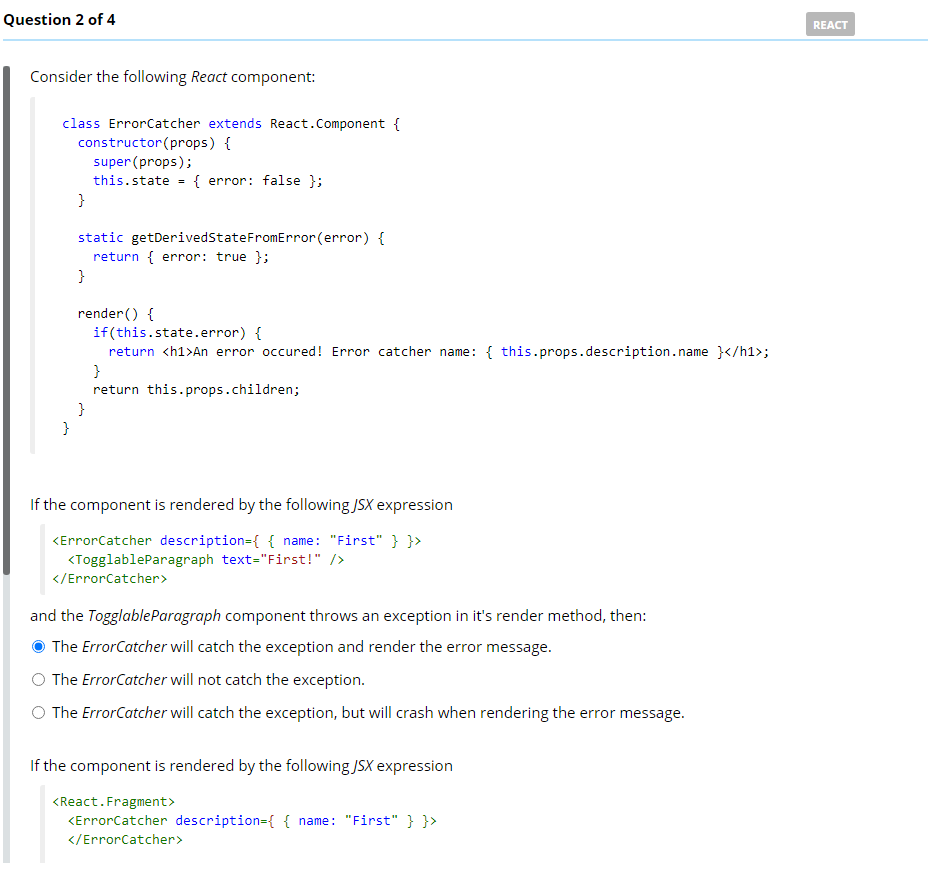 Question 2 of 4
REACT
Consider the following React component:
class ErrorCatcher extends React.Component {
constructor(props) {
super(props);
this.state = { error: false };
}
static getDerivedStateFromError(error) {
return { error: true };
}
render() {
if(this.state.error) {
return <h1>An error occured! Error catcher name: { this.props.description.name }</h1>;
}
return this.props.children;
}
}
If the component is rendered by the following JSX expression
<ErrorCatcher description={ { name: "First" } }>
<TogglableParagraph text="First!" />
</ErrorCatcher>
and the TogglableParagraph component throws an exception in it's render method, then:
The ErrorCatcher will catch the exception and render the error message.
The ErrorCatcher will not catch the exception.
The ErrorCatcher will catch the exception, but will crash when rendering the error message.
If the component is rendered by the following JSX expression
<React.Fragment>
<ErrorCatcher description={ { name: "First" } }>
</ErrorCatcher>